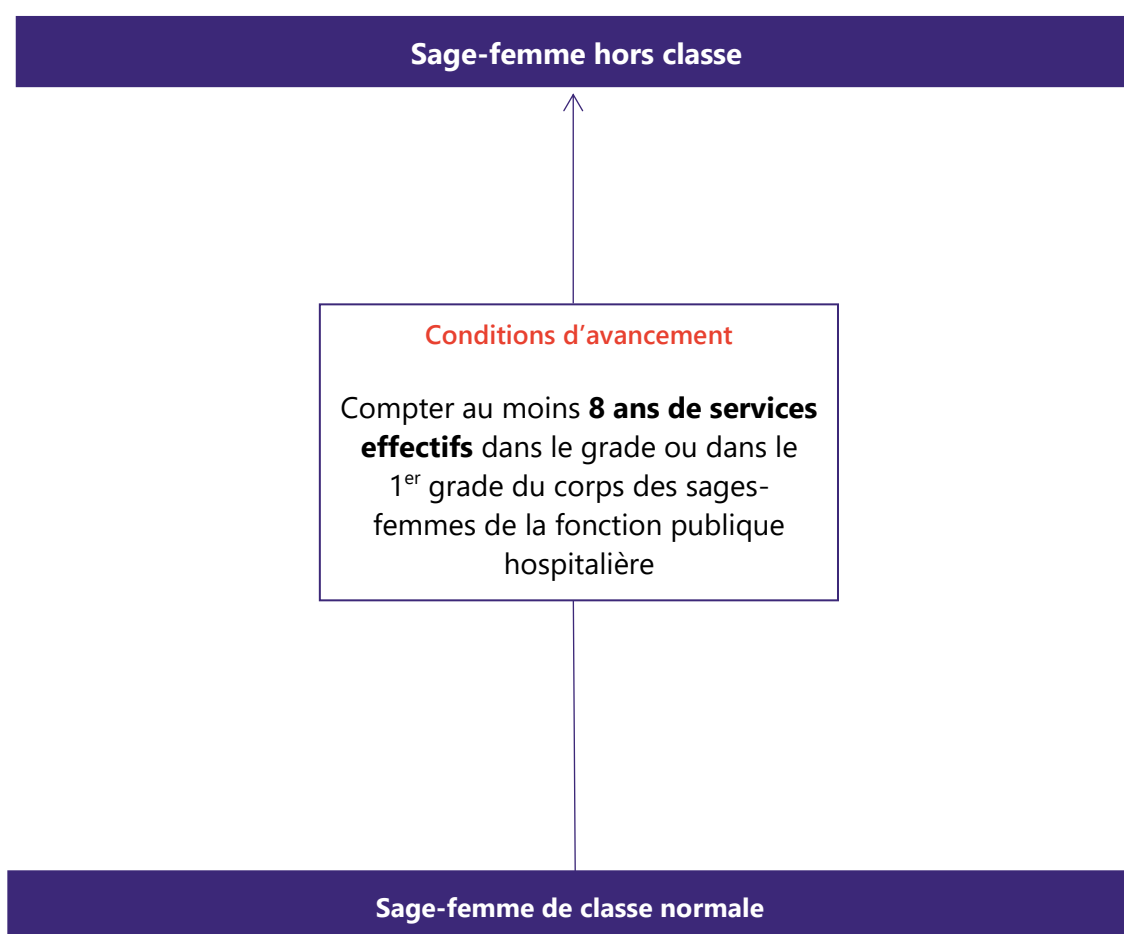 Sage-femme hors classe
Conditions d’avancement
Compter au moins 8 ans de services
effectifs dans le grade ou dans le
1er grade du corps des sages-
femmes de la fonction publique
hospitalière
Sage-femme de classe normale